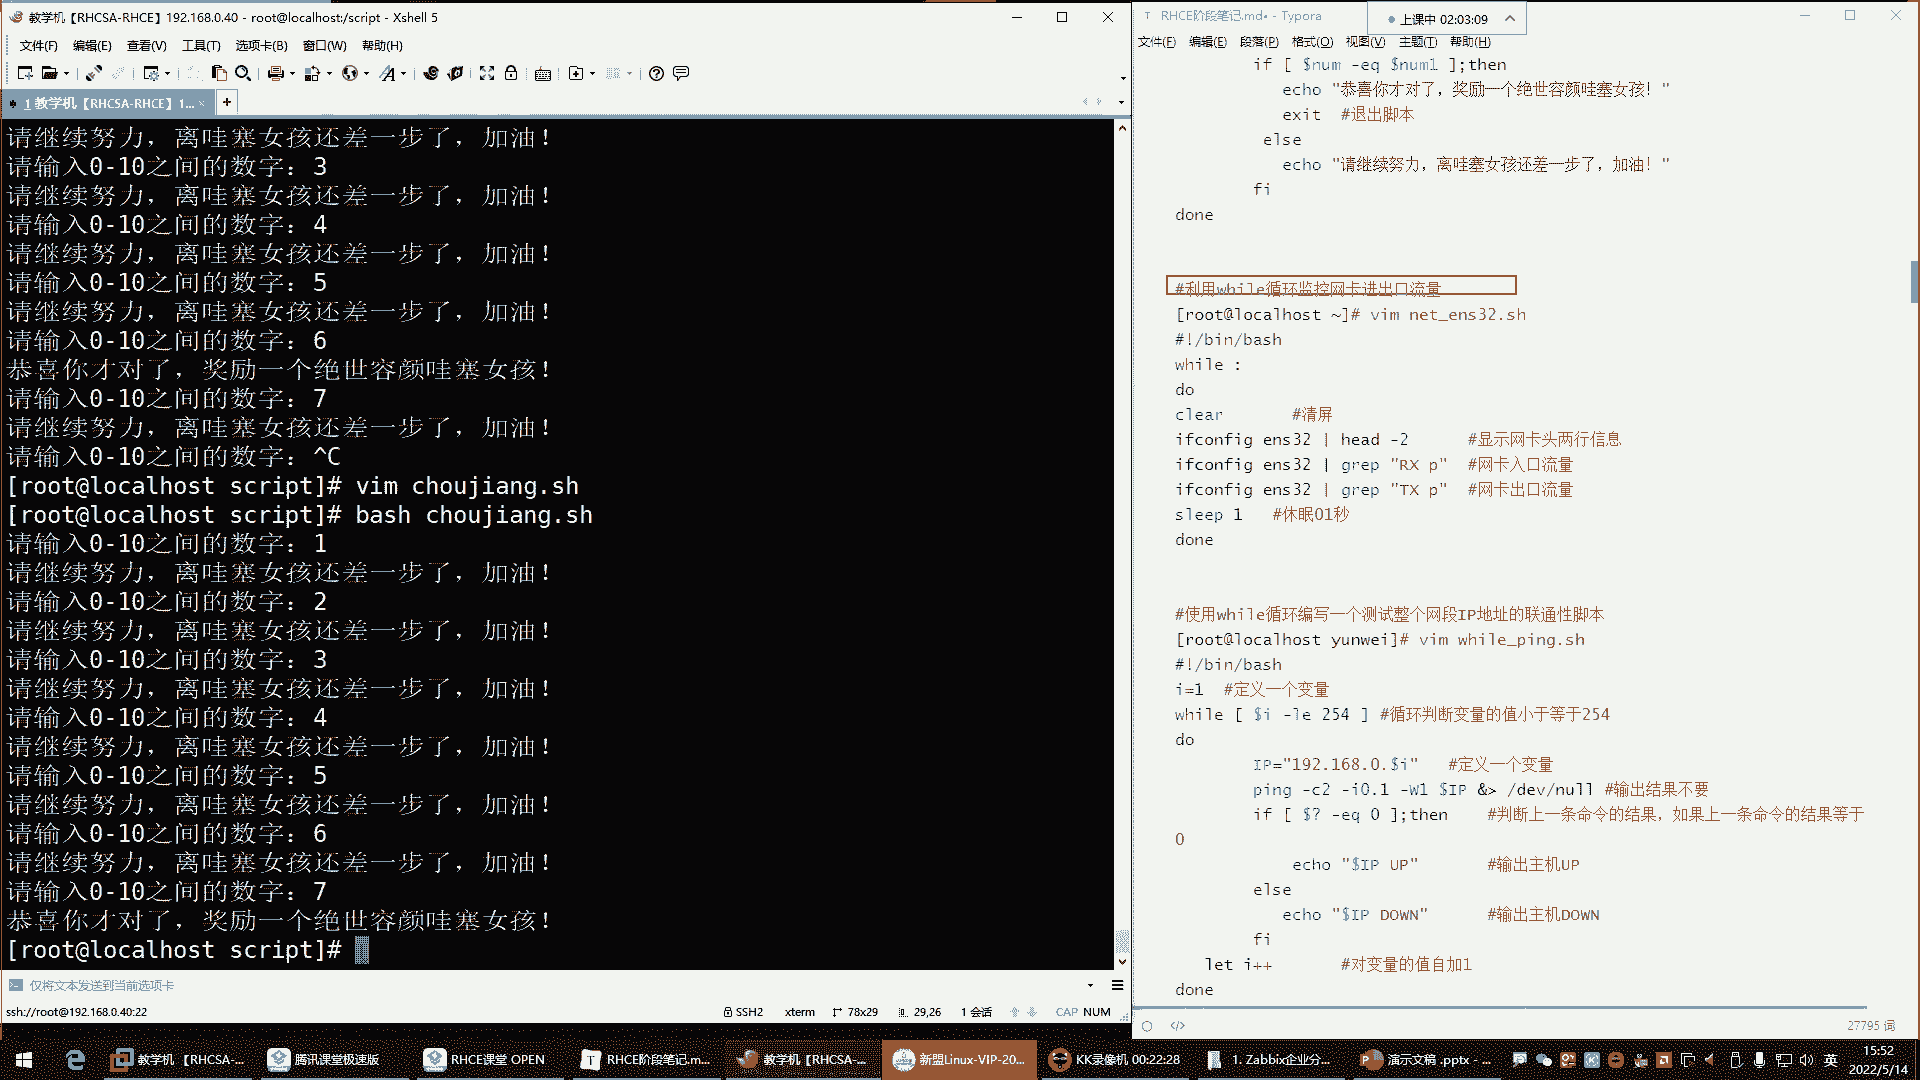 教学机【RHCSA-RHCE】192.168.0.40 - root@localhost:/script - Xshell 5
文件(F) 编辑(E) 查看(V) 工具(T) 选项卡(B) 窗口(W) 帮助(H)
1 教学机【RHCSA-RHCE】1...
请继续努力，离哇塞女孩还差一步了，加油！
请输入0-10之间的数字：3
请继续努力，离哇塞女孩还差一步了，加油！
请输入0-10之间的数字：4
请继续努力，离哇塞女孩还差一步了，加油！
请输入0-10之间的数字：5
请继续努力，离哇塞女孩还差一步了，加油！
请输入0-10之间的数字：6
恭喜你才对了，奖励一个绝世容颜哇塞女孩！
请输入0-10之间的数字：7
请继续努力，离哇塞女孩还差一步了，加油！
请输入0-10之间的数字：^C
[root@localhost script]# vim choujiang.sh
[root@localhost script]# bash choujiang.sh
请输入0-10之间的数字：1
请继续努力，离哇塞女孩还差一步了，加油！
请输入0-10之间的数字：2
请继续努力，离哇塞女孩还差一步了，加油！
请输入0-10之间的数字：3
请继续努力，离哇塞女孩还差一步了，加油！
请输入0-10之间的数字：4
请继续努力，离哇塞女孩还差一步了，加油！
请输入0-10之间的数字：5
请继续努力，离哇塞女孩还差一步了，加油！
请输入0-10之间的数字：6
请继续努力，离哇塞女孩还差一步了，加油！
请输入0-10之间的数字：7
恭喜你才对了，奖励一个绝世容颜哇塞女孩！
[root@localhost script]#
仅将文本发送到当前选项卡
ssh://root@192.168.0.40:22 SSH2 xterm 78x29 29,26 1 会话 CAP NUM
RHCE阶段笔记.md• - Typora
上课中 02:03:09
文件(F) 编辑(E) 段落(P) 格式(O) 视图(V) 主题(T) 帮助(H)
if [ $num -eq $num1 ];then
echo "恭喜你才对了，奖励一个绝世容颜哇塞女孩！"
exit #退出脚本
else
echo "请继续努力，离哇塞女孩还差一步了，加油！"
fi
done
#利用while循环监控网卡进出口流量
[root@localhost ~]# vim net_ens32.sh
#!/bin/bash
while :
do
clear #清屏
ifconfig ens32 | head -2 #显示网卡头两行信息
ifconfig ens32 | grep "RX p" #网卡入口流量
ifconfig ens32 | grep "TX p" #网卡出口流量
sleep 1 #休眠01秒
done
#使用while循环编写一个测试整个网段IP地址的联通性脚本
[root@localhost yunwei]# vim while_ping.sh
#!/bin/bash
i=1 #定义一个变量
while [ $i -le 254 ] #循环判断变量的值小于等于254
do
IP="192.168.0.$i" #定义一个变量
ping -c2 -i0.1 -W1 $IP &> /dev/null #输出结果不要
if [ $? -eq 0 ];then #判断上一条命令的结果，如果上一条命令的结果等于
0
echo "$IP UP" #输出主机UP
else
echo "$IP DOWN" #输出主机DOWN
fi
let i++ #对变量的值自加1
done
27795 词
教学机【RHCSA-... 腾讯课堂极速版 RHCE课堂 OPEN RHCE阶段笔记.m... 教学机【RHCSA-... 新盟Linux-VIP-20... KK录像机 00:22:28 1. Zabbix企业分... 演示文稿 .pptx - ... 英 15:52
2022/5/14